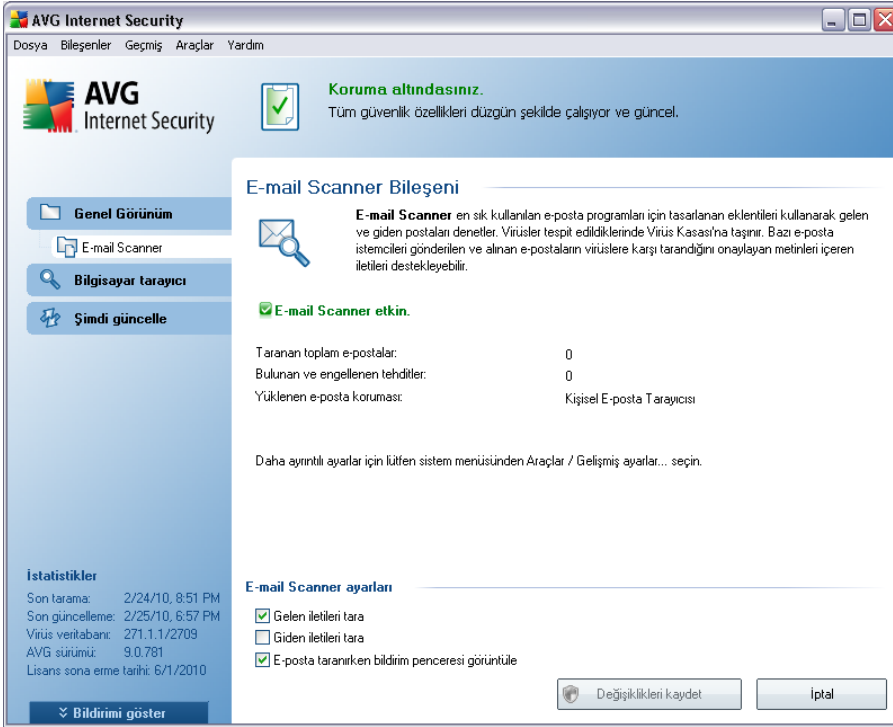 AVG Internet Security
Dosya Bileşenler Geçmiş Araçlar Yardım
AVG
Internet Security
Koruma altındasınız.
Tüm güvenlik özellikleri düzgün şekilde çalışıyor ve güncel.
Genel Görünüm
E-mail Scanner
Bilgisayar tarayıcı
Şimdi güncelle
E-mail Scanner Bileşeni
E-mail Scanner en sık kullanılan e-posta programları için tasarlanan eklentileri kullanarak gelen
ve giden postaları denetler. Virüsler tespit edildiklerinde Virüs Kasası'na taşınır. Bazı e-posta
istemcileri gönderilen ve alınan e-postaların virüslere karşı tarandığını onaylayan metinleri içeren
iletileri destekleyebilir.
E-mail Scanner etkin.
Taranan toplam e-postalar: 0
Bulunan ve engellenen tehditler: 0
Yüklenen e-posta koruması: Kişisel E-posta Tarayıcısı
Daha ayrıntılı ayarlar için lütfen sistem menüsünden Araçlar / Gelişmiş ayarlar... seçin.
İstatistikler
Son tarama: 2/24/10, 8:51 PM
Son güncelleme: 2/25/10, 6:57 PM
Virüs veritabanı: 271.1.1/2709
AVG sürümü: 9.0.781
Lisans sona erme tarihi: 6/1/2010
Bildirimi göster
E-mail Scanner ayarları
Gelen iletileri tara
Giden iletileri tara
E-posta taranırken bildirim penceresi görüntüle
Değişiklikleri kaydet
İptal